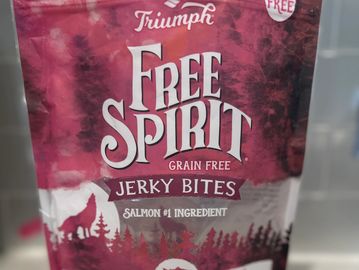 FREE
Triumph
FREE
SPIRIT
GRAIN FREE
JERKY BITES
SALMON #1 INGREDIENT